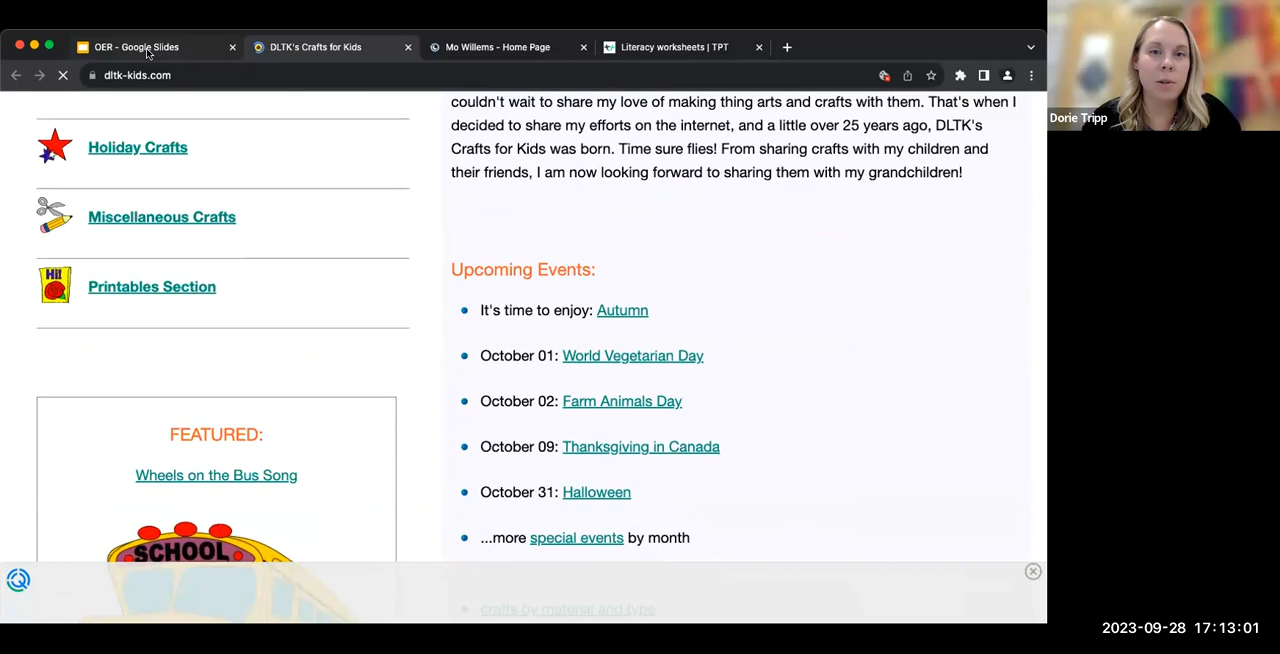 OER - Google Slides
DLTK's Crafts for Kids
Mo Willems - Home Page
Literacy worksheets | TPT
dltk-kids.com
Holiday Crafts
Miscellaneous Crafts
Hi!
Printables Section
FEATURED:
Wheels on the Bus Song
SCHOOL
couldn't wait to share my love of making thing arts and crafts with them. That's when I
decided to share my efforts on the internet, and a little over 25 years ago, DLTK's
Crafts for Kids was born. Time sure flies! From sharing crafts with my children and
their friends, I am now looking forward to sharing them with my grandchildren!
Upcoming Events:
It's time to enjoy: Autumn
October 01: World Vegetarian Day
October 02: Farm Animals Day
October 09: Thanksgiving in Canada
October 31: Halloween
...more special events by month
crafts by material and type
Dorie Tripp
2023-09-28 17:13:01